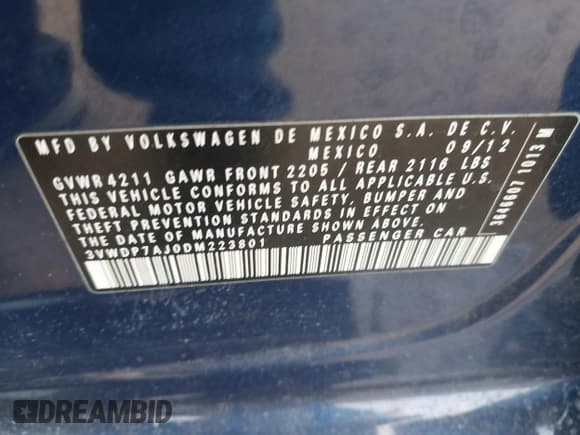 MFD BY VOLKSWAGEN DE MEXICO S.A. DE C.V.
MEXICO 09/12
GVWR 4211 GAWR FRONT 2205 / REAR 2116 LBS
THIS VEHICLE CONFORMS TO ALL APPLICABLE U.S.
FEDERAL MOTOR VEHICLE SAFETY, BUMPER AND
THEFT PREVENTION STANDARDS IN EFFECT ON
THE DATE OF MANUFACTURE SHOWN ABOVE.
3VWDP7AJ0DM223801 PASSENGER CAR
DREAMBID